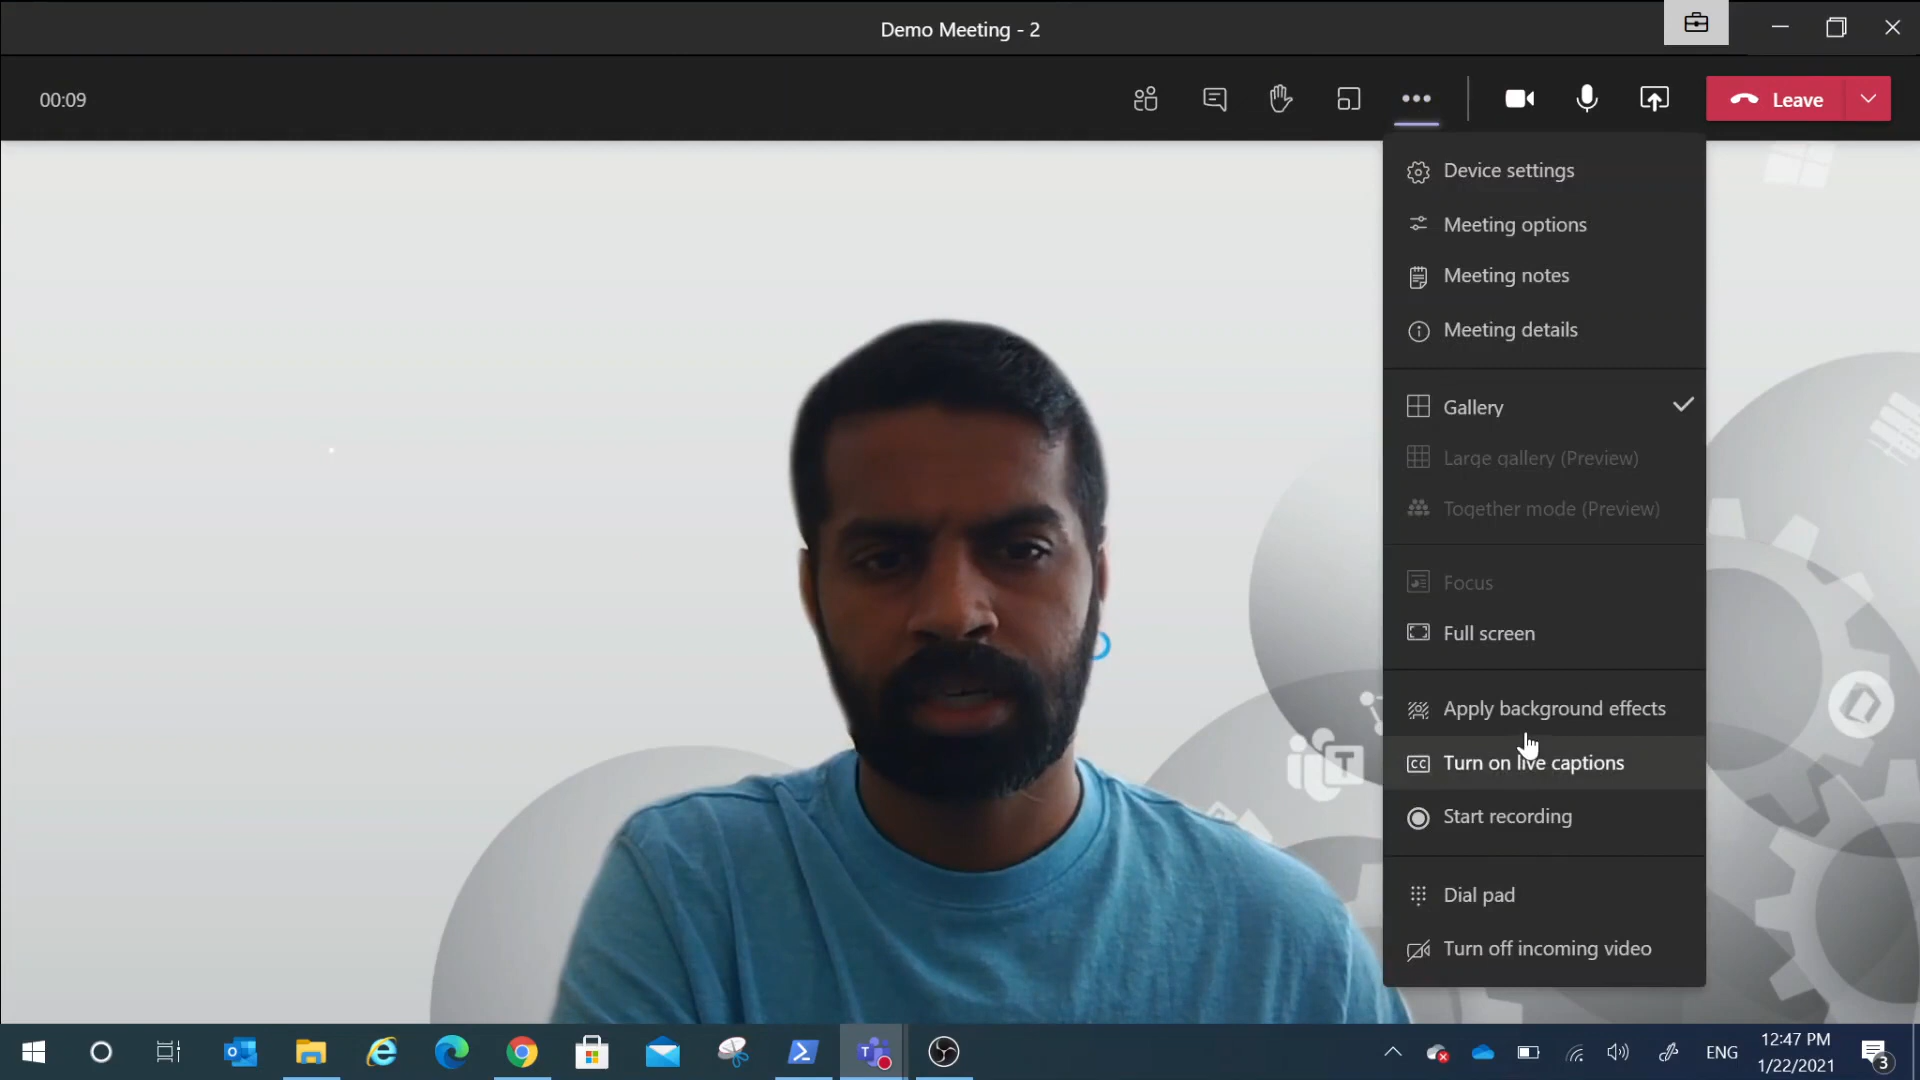 Demo Meeting - 2
00:09
Leave
Device settings
Meeting options
Meeting notes
Meeting details
Gallery
Large gallery (Preview)
Together mode (Preview)
Focus
Full screen
Apply background effects
CC Turn on live captions
Start recording
Dial pad
Turn off incoming video
T
T
ENG
12:47 PM
1/22/2021
3